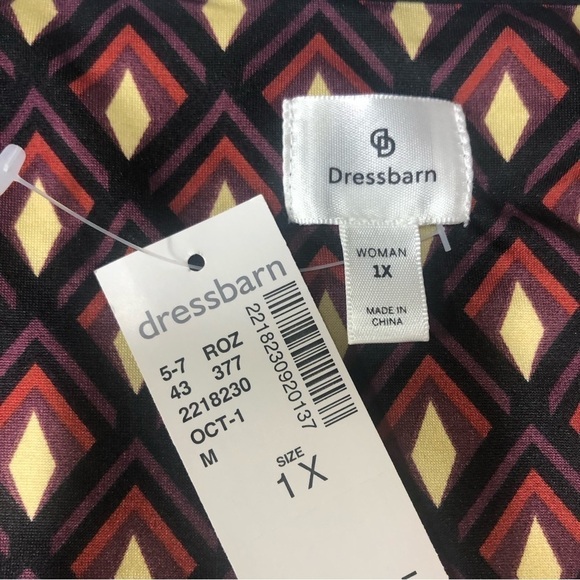 Dressbarn
WOMAN
1X
MADE IN
CHINA
dressbarn
5-7 ROZ
43 377
2218230
OCT-1
M
2218230920137
SIZE
1X